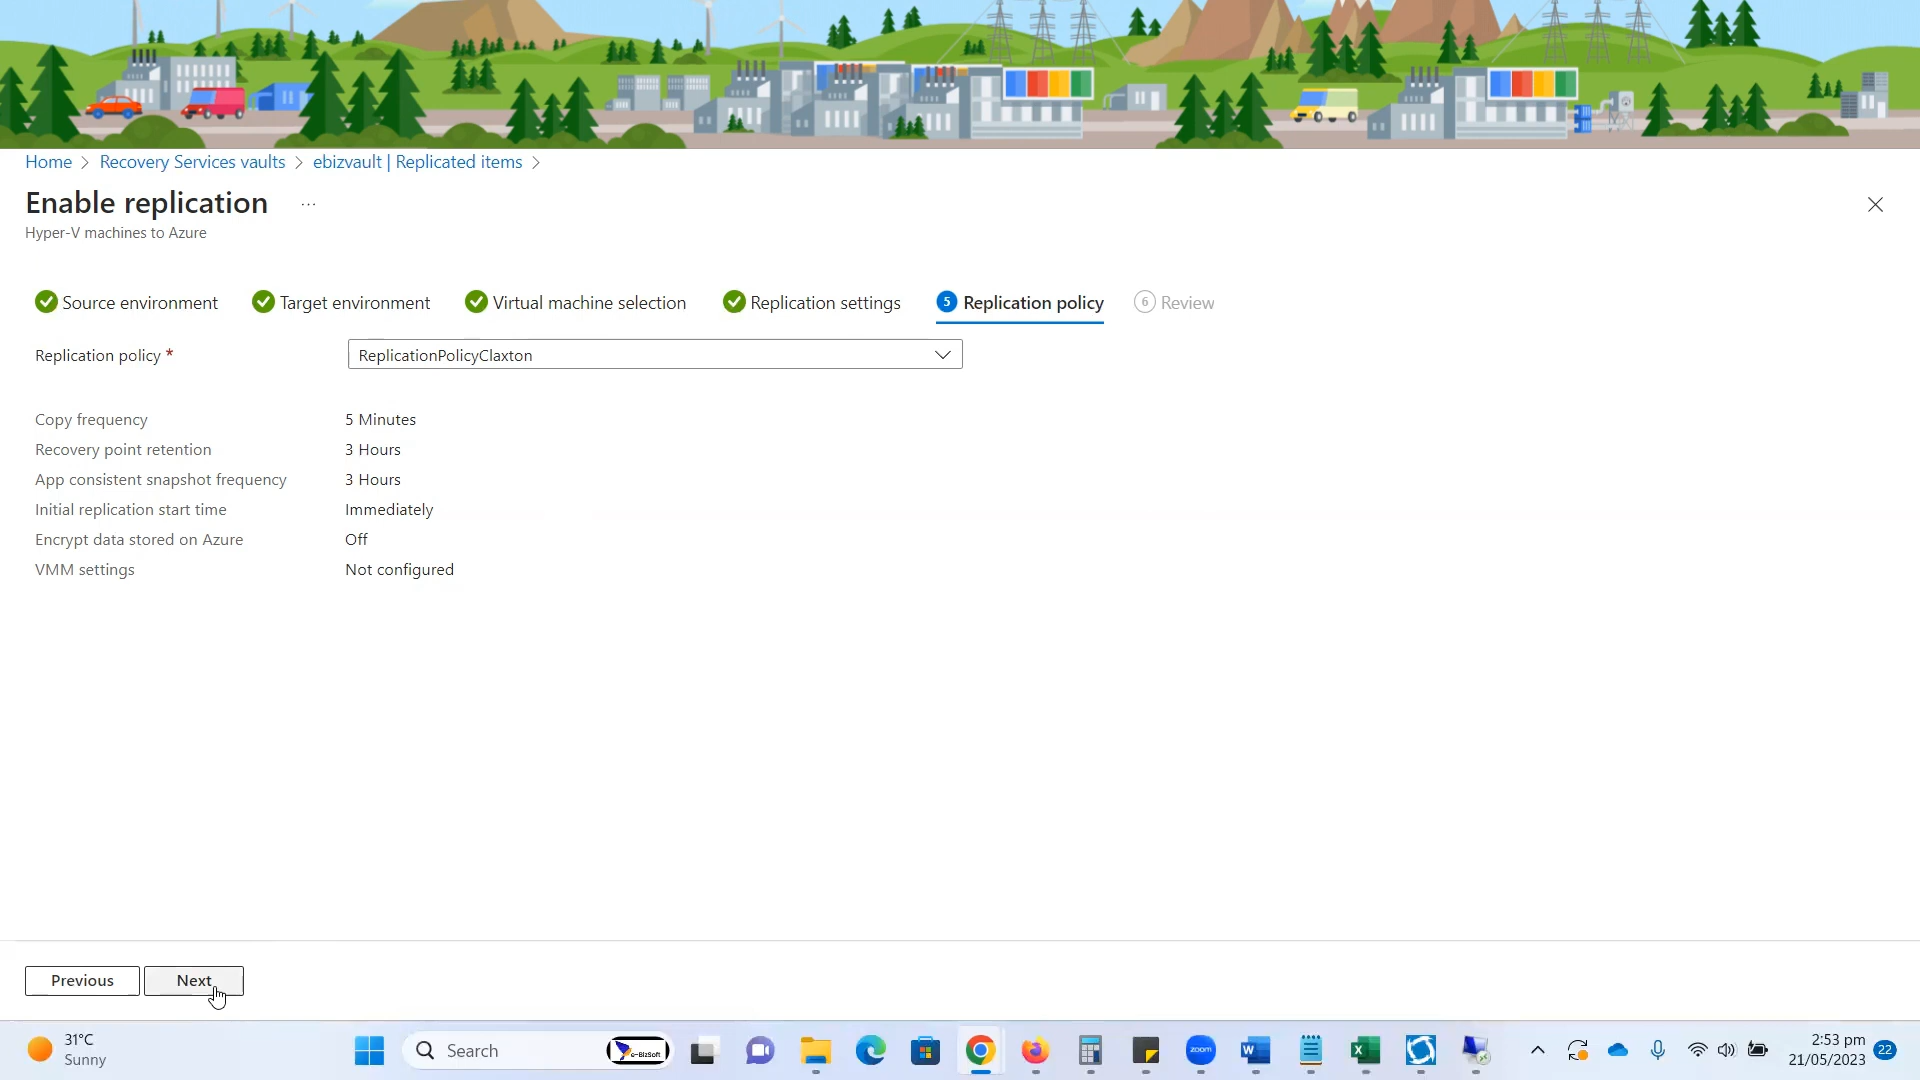 Home > Recovery Services vaults > ebizvault | Replicated items >
Enable replication ...
Hyper-V machines to Azure
Source environment Target environment Virtual machine selection Replication settings 5 Replication policy 6 Review
Replication policy * ReplicationPolicyClaxton
Copy frequency 5 Minutes
Recovery point retention 3 Hours
App consistent snapshot frequency 3 Hours
Initial replication start time Immediately
Encrypt data stored on Azure Off
VMM settings Not configured
Previous Next
31°C
Sunny
Search
e-BizSoft
zoom
W
X
2:53 pm
21/05/2023
22